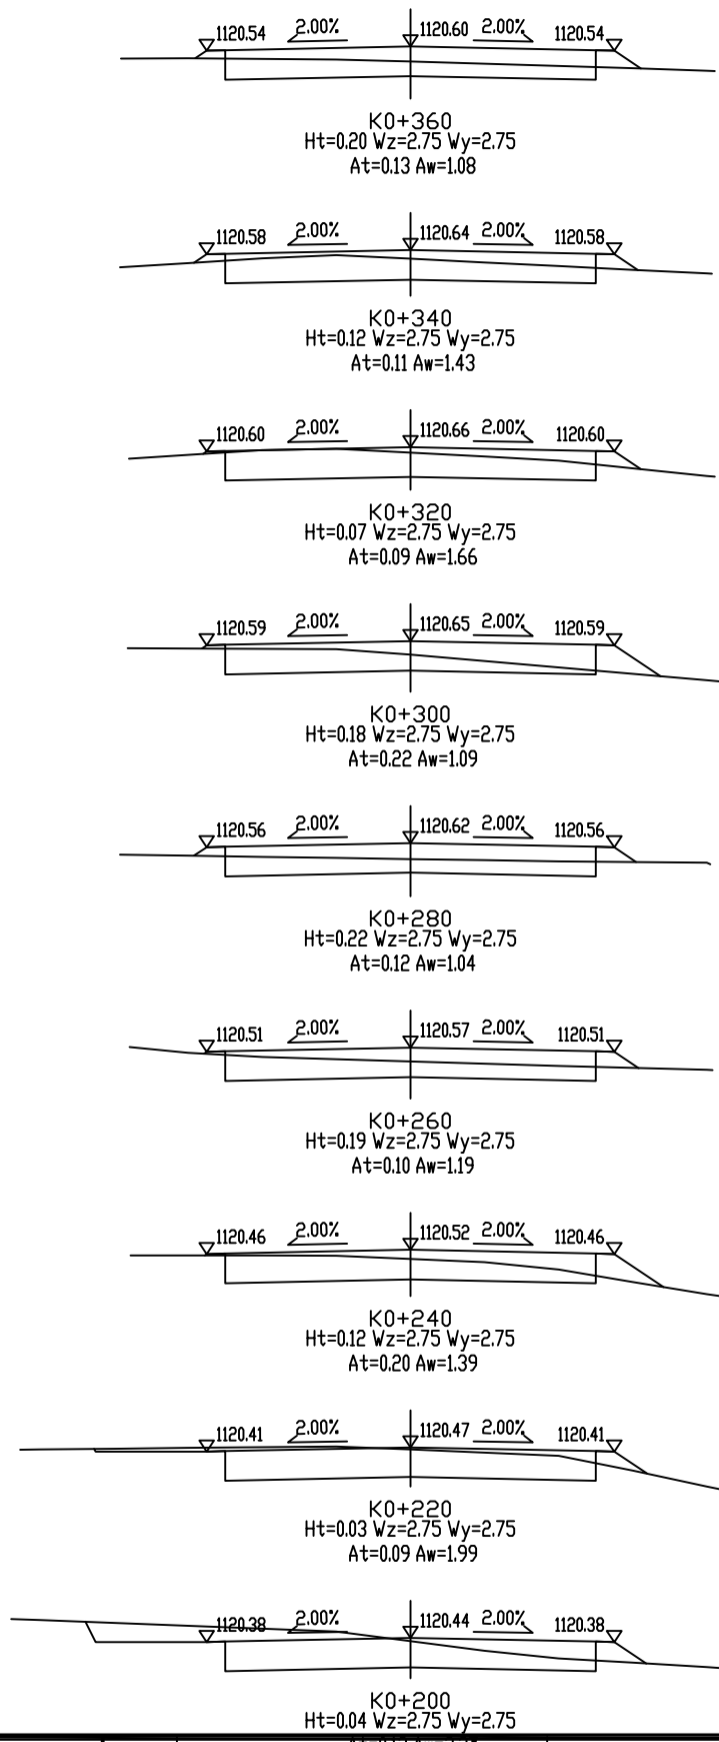 1120.54 2.00% 1120.60 2.00% 1120.54
K0+360
Ht=0.20 Wz=2.75 Wy=2.75
At=0.13 Aw=1.08
1120.58 2.00% 1120.64 2.00% 1120.58
K0+340
Ht=0.12 Wz=2.75 Wy=2.75
At=0.11 Aw=1.43
1120.60 2.00% 1120.66 2.00% 1120.60
K0+320
Ht=0.07 Wz=2.75 Wy=2.75
At=0.09 Aw=1.66
1120.59 2.00% 1120.65 2.00% 1120.59
K0+300
Ht=0.18 Wz=2.75 Wy=2.75
At=0.22 Aw=1.09
1120.56 2.00% 1120.62 2.00% 1120.56
K0+280
Ht=0.22 Wz=2.75 Wy=2.75
At=0.12 Aw=1.04
1120.51 2.00% 1120.57 2.00% 1120.51
K0+260
Ht=0.19 Wz=2.75 Wy=2.75
At=0.10 Aw=1.19
1120.46 2.00% 1120.52 2.00% 1120.46
K0+240
Ht=0.12 Wz=2.75 Wy=2.75
At=0.20 Aw=1.39
1120.41 2.00% 1120.47 2.00% 1120.41
K0+220
Ht=0.03 Wz=2.75 Wy=2.75
At=0.09 Aw=1.99
1120.38 2.00% 1120.44 2.00% 1120.38
K0+200
Ht=0.04 Wz=2.75 Wy=2.75